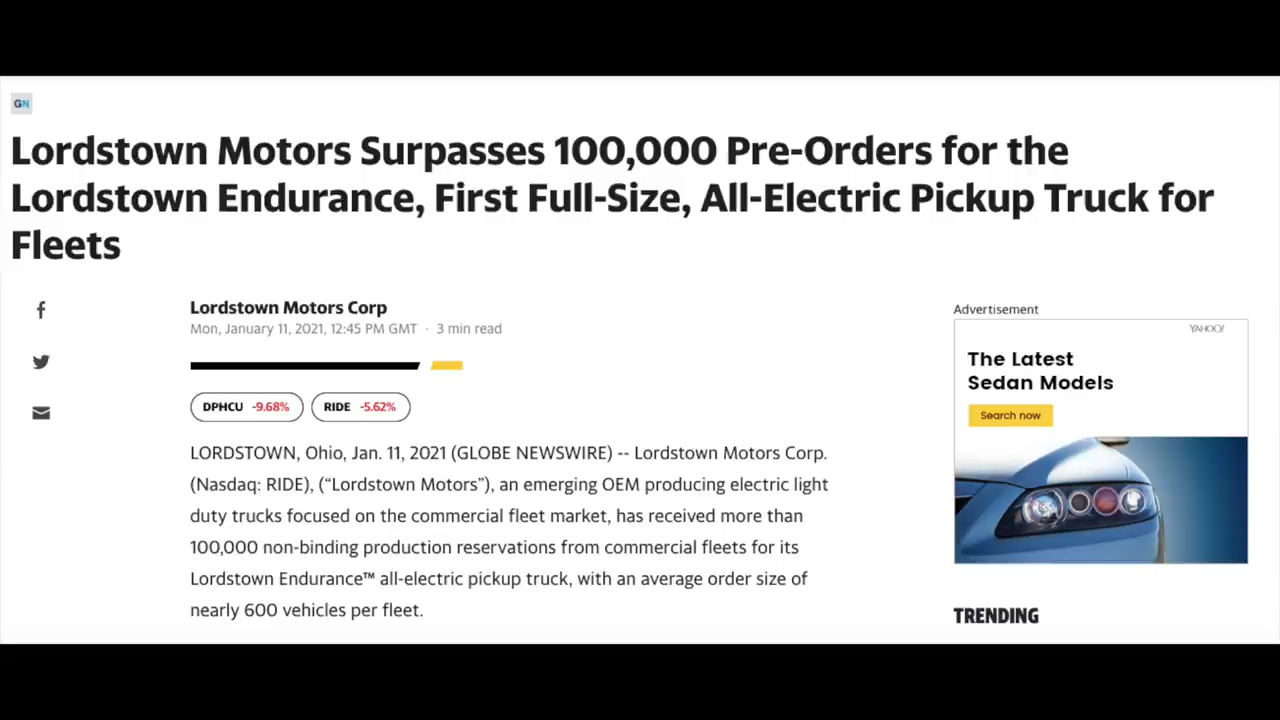 GN
Lordstown Motors Surpasses 100,000 Pre-Orders for the
Lordstown Endurance, First Full-Size, All-Electric Pickup Truck for
Fleets
Lordstown Motors Corp
Mon, January 11, 2021, 12:45 PM GMT · 3 min read
DPHCU -9.68% RIDE -5.62%
LORDSTOWN, Ohio, Jan. 11, 2021 (GLOBE NEWSWIRE) -- Lordstown Motors Corp.
(Nasdaq: RIDE), (“Lordstown Motors”), an emerging OEM producing electric light
duty trucks focused on the commercial fleet market, has received more than
100,000 non-binding production reservations from commercial fleets for its
Lordstown Endurance™ all-electric pickup truck, with an average order size of
nearly 600 vehicles per fleet.
Advertisement
YAHOO!
The Latest
Sedan Models
Search now
TRENDING